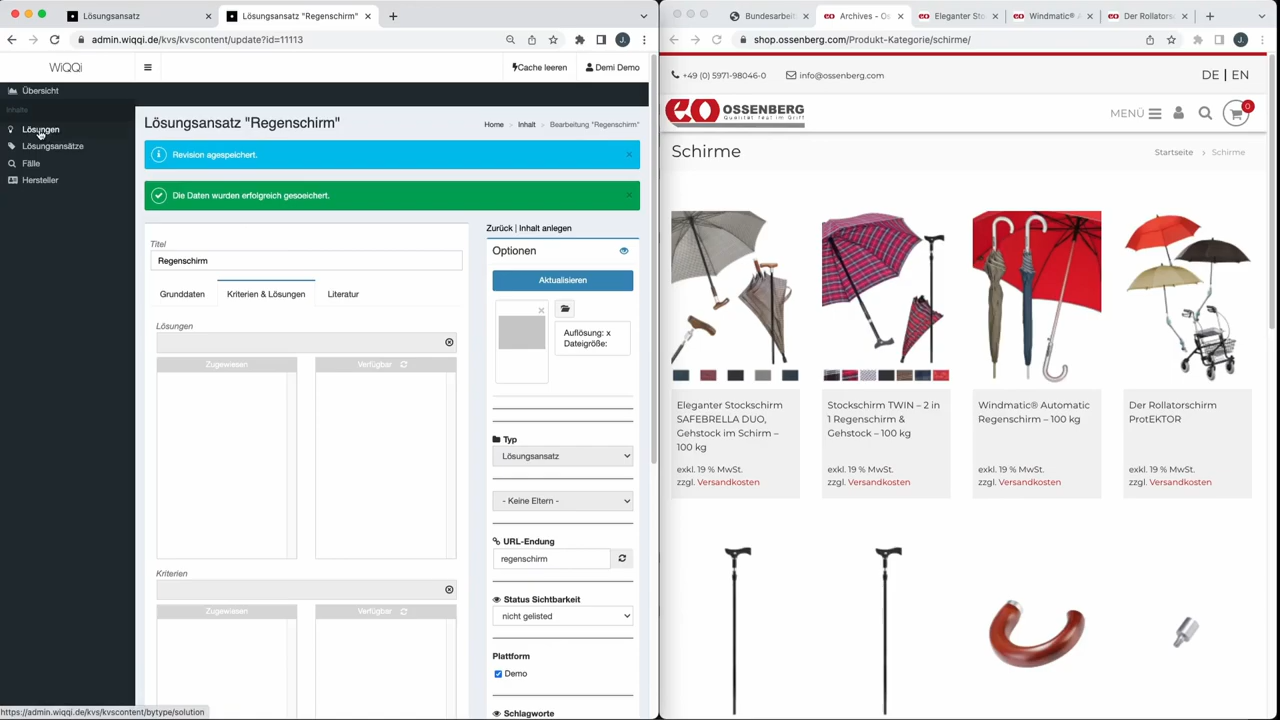 Lösungsansatz
Lösungsansatz "Regenschirm"
admin.wiqqi.de/kvs/kvscontent/update?id=11113
WiQQi
Cache leeren
Demi Demo
Übersicht
Inhalte
Lösungen
Lösungsansätze
Fälle
Hersteller
Lösungsansatz "Regenschirm"
Home > Inhalt > Bearbeitung "Regenschirm"
Revision agespeichert.
Die Daten wurden erfolgreich gesoeichert.
Titel
Regenschirm
Grunddaten
Kriterien & Lösungen
Literatur
Lösungen
Zugewiesen
Verfügbar
Kriterien
Zugewiesen
Verfügbar
Zurück | Inhalt anlegen
Optionen
Aktualisieren
Auflösung: x
Dateigröße:
Typ
Lösungsansatz
- Keine Eltern -
URL-Endung
regenschirm
Status Sichtbarkeit
nicht gelisted
Plattform
Demo
Schlagworte
https://admin.wiqqi.de/kvs/kvscontent/bytype/solution
Bundesarbeit
Archives – Os
Eleganter Sto
Windmatic® A
Der Rollators
shop.ossenberg.com/Produkt-Kategorie/schirme/
+49 (0) 5971-98046-0
info@ossenberg.com
DE | EN
OSSENBERG
Qualität fest im Griff
MENÜ
0
Schirme
Startseite > Schirme
Eleganter Stockschirm
SAFEBRELLA DUO,
Gehstock im Schirm –
100 kg
exkl. 19 % MwSt.
zzgl. Versandkosten
Stockschirm TWIN – 2 in
1 Regenschirm &
Gehstock – 100 kg
exkl. 19 % MwSt.
zzgl. Versandkosten
Windmatic® Automatic
Regenschirm – 100 kg
exkl. 19 % MwSt.
zzgl. Versandkosten
Der Rollatorschirm
ProtEKTOR
exkl. 19 % MwSt.
zzgl. Versandkosten